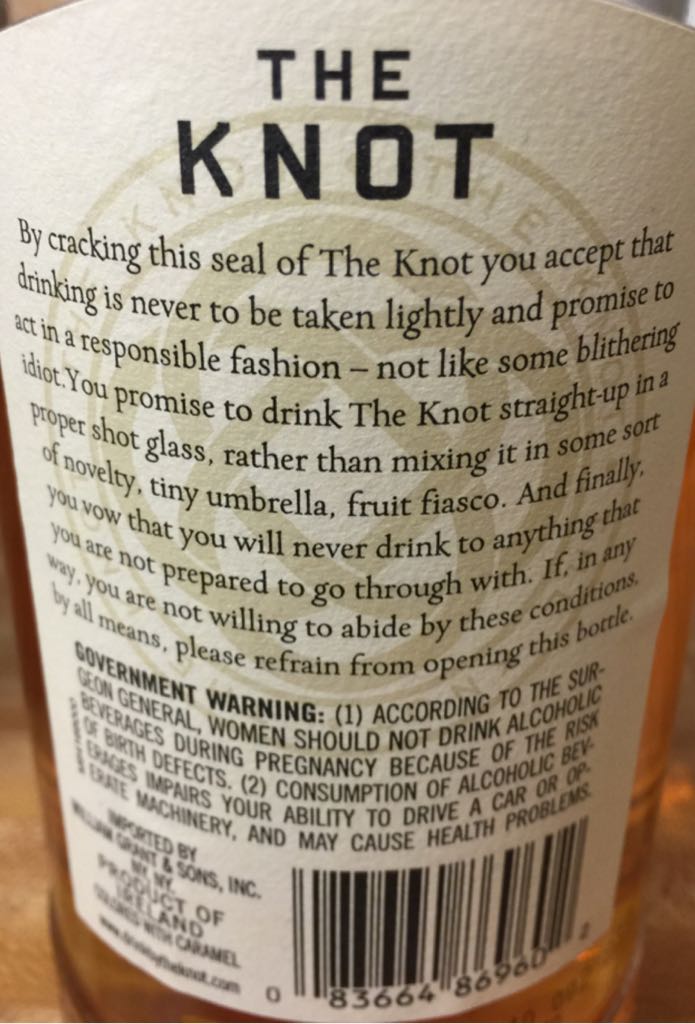 THE
KNOT
By cracking this seal of The Knot you accept that
drinking is never to be taken lightly and promise to
act in a responsible fashion – not like some blithering
idiot. You promise to drink The Knot straight-up in a
proper shot glass, rather than mixing it in some sort
of novelty, tiny umbrella, fruit fiasco. And finally,
you vow that you will never drink to anything that
you are not prepared to go through with. If, in any
way, you are not willing to abide by these conditions,
by all means, please refrain from opening this bottle.
GOVERNMENT WARNING: (1) ACCORDING TO THE SUR-
GEON GENERAL, WOMEN SHOULD NOT DRINK ALCOHOLIC
BEVERAGES DURING PREGNANCY BECAUSE OF THE RISK
OF BIRTH DEFECTS. (2) CONSUMPTION OF ALCOHOLIC BEV-
ERAGES IMPAIRS YOUR ABILITY TO DRIVE A CAR OR OP-
ERATE MACHINERY, AND MAY CAUSE HEALTH PROBLEMS.
IMPORTED BY
WILLIAM GRANT & SONS, INC.
NY, NY.
PRODUCT OF
IRELAND
COLORED WITH CARAMEL
www.drinkbytheknot.com
0 83664 86960 2